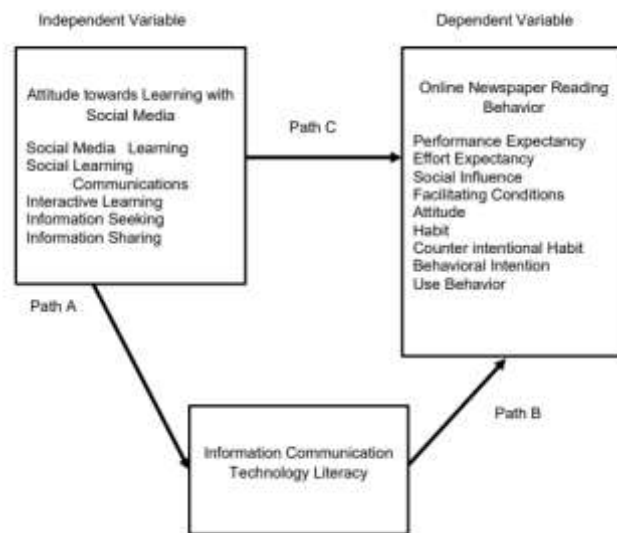 Independent Variable
Dependent Variable
Attitude towards Learning with
Social Media
Social Media Learning
Social Learning
Communications
Interactive Learning
Information Seeking
Information Sharing
Path C
Online Newspaper Reading
Behavior
Performance Expectancy
Effort Expectancy
Social Influence
Facilitating Conditions
Attitude
Habit
Counter intentional Habit
Behavioral Intention
Use Behavior
Path A
Path B
Information Communication
Technology Literacy